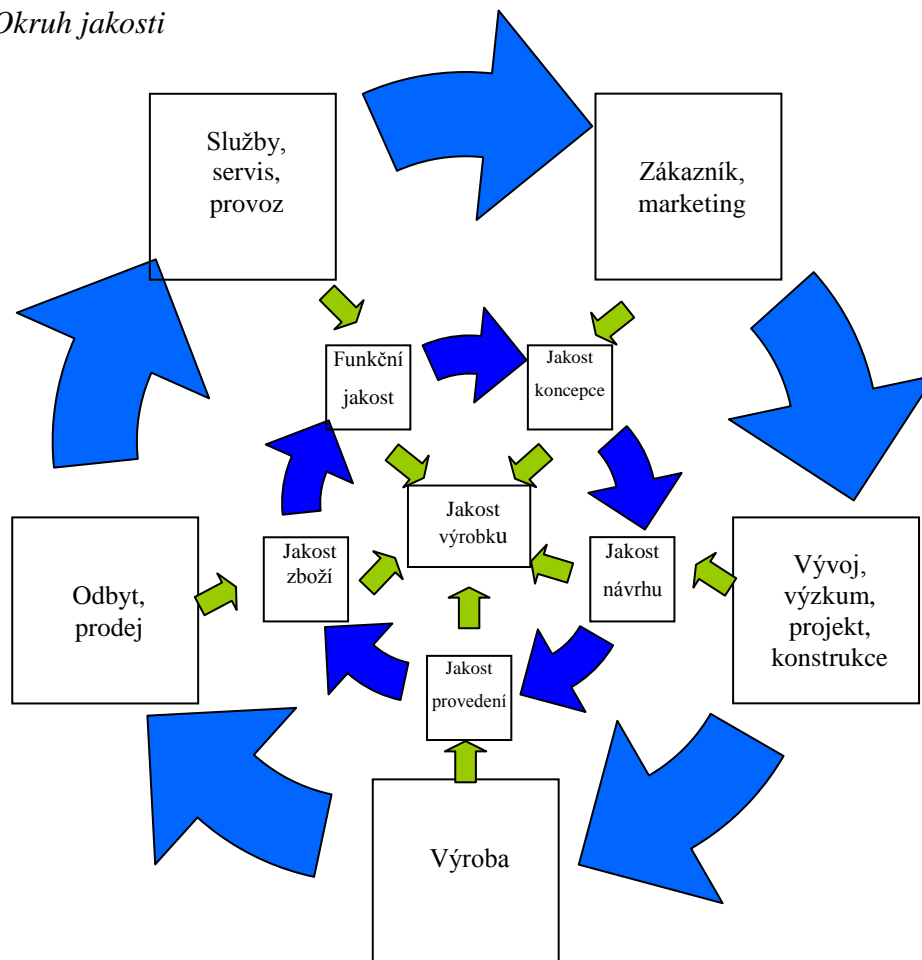 Okruh jakosti
Služby,
servis,
provoz
Zákazník,
marketing
Funkční
jakost
Jakost
koncepce
Jakost
výrobku
Odbyt,
prodej
Jakost
zboží
Jakost
návrhu
Vývoj,
výzkum,
projekt,
konstrukce
Jakost
provedení
Výroba